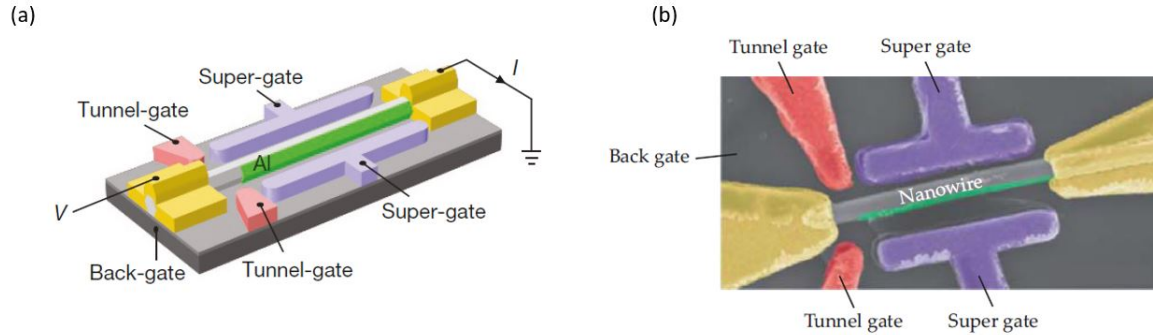 (a)
Super-gate
I
Tunnel-gate
Al
V
Super-gate
Back-gate
Tunnel-gate
(b)
Tunnel gate
Super gate
Back gate
Nanowire
Tunnel gate
Super gate